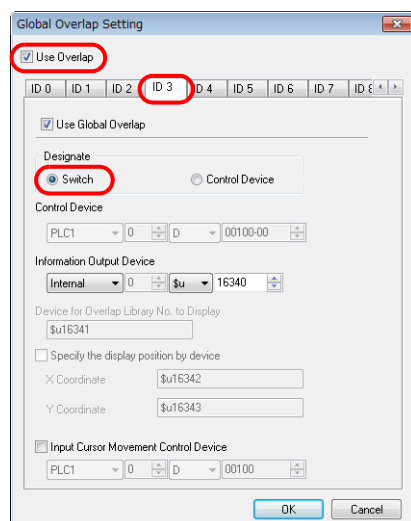 Global Overlap Setting
Use Overlap
ID 0 ID 1 ID 2 ID 3 ID 4 ID 5 ID 6 ID 7 ID 8
Use Global Overlap
Designate
Switch Control Device
Control Device
PLC1 0 D 00100-00
Information Output Device
Internal 0 $u 16340
Device for Overlap Library No. to Display
$u16341
Specify the display position by device
X Coordinate $u16342
Y Coordinate $u16343
Input Cursor Movement Control Device
PLC1 0 D 00100
OK Cancel